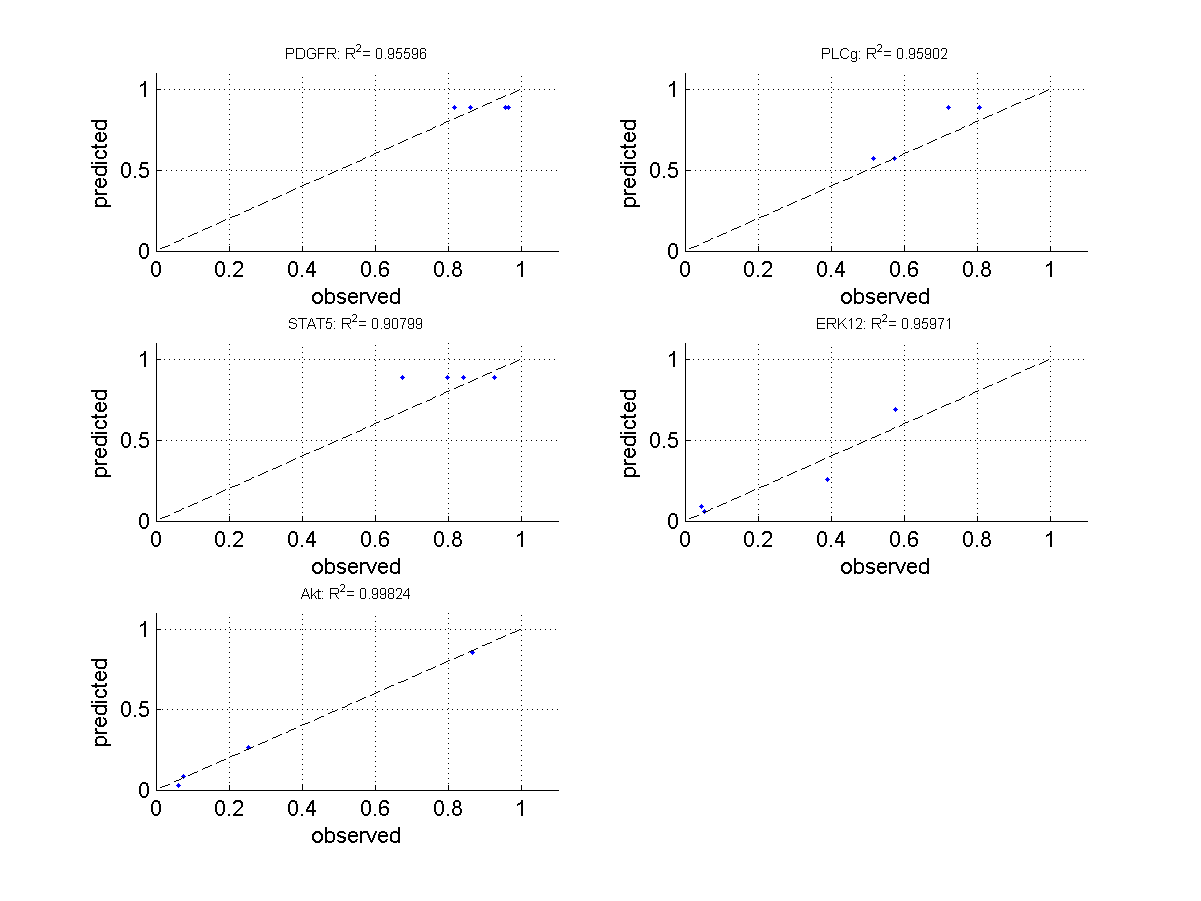 PDGFR: R²= 0.95596
1
0.5
0
predicted
0 0.2 0.4 0.6 0.8 1
observed
PLCg: R²= 0.95902
1
0.5
0
predicted
0 0.2 0.4 0.6 0.8 1
observed
STAT5: R²= 0.90799
1
0.5
0
predicted
0 0.2 0.4 0.6 0.8 1
observed
ERK12: R²= 0.95971
1
0.5
0
predicted
0 0.2 0.4 0.6 0.8 1
observed
Akt: R²= 0.99824
1
0.5
0
predicted
0 0.2 0.4 0.6 0.8 1
observed